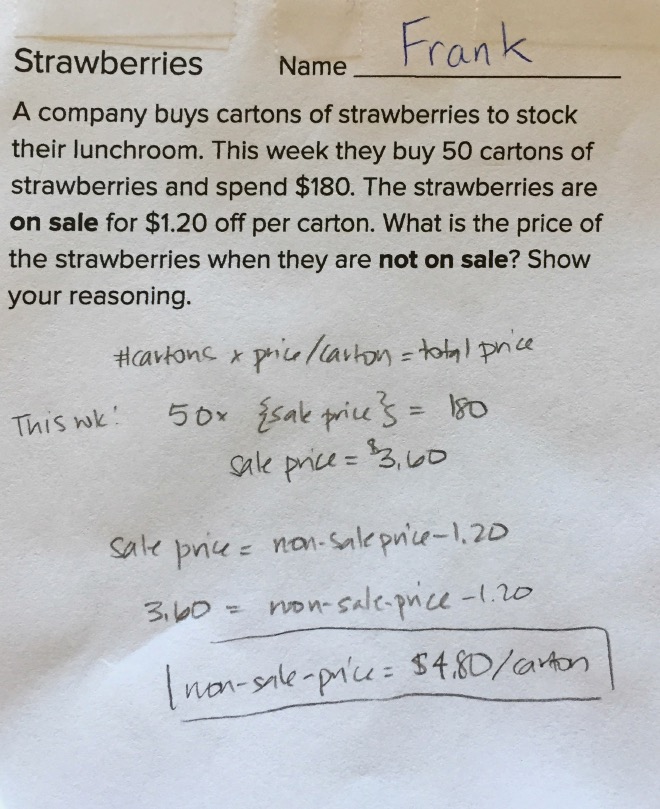 Strawberries Name Frank
A company buys cartons of strawberries to stock
their lunchroom. This week they buy 50 cartons of
strawberries and spend $180. The strawberries are
on sale for $1.20 off per carton. What is the price of
the strawberries when they are not on sale? Show
your reasoning.
#cartons x price/carton = total price
This wk: 50x {sale price} = 180
sale price = $3.60
sale price = non-sale price - 1.20
3.60 = non-sale-price - 1.20
non-sale-price = $4.80/carton